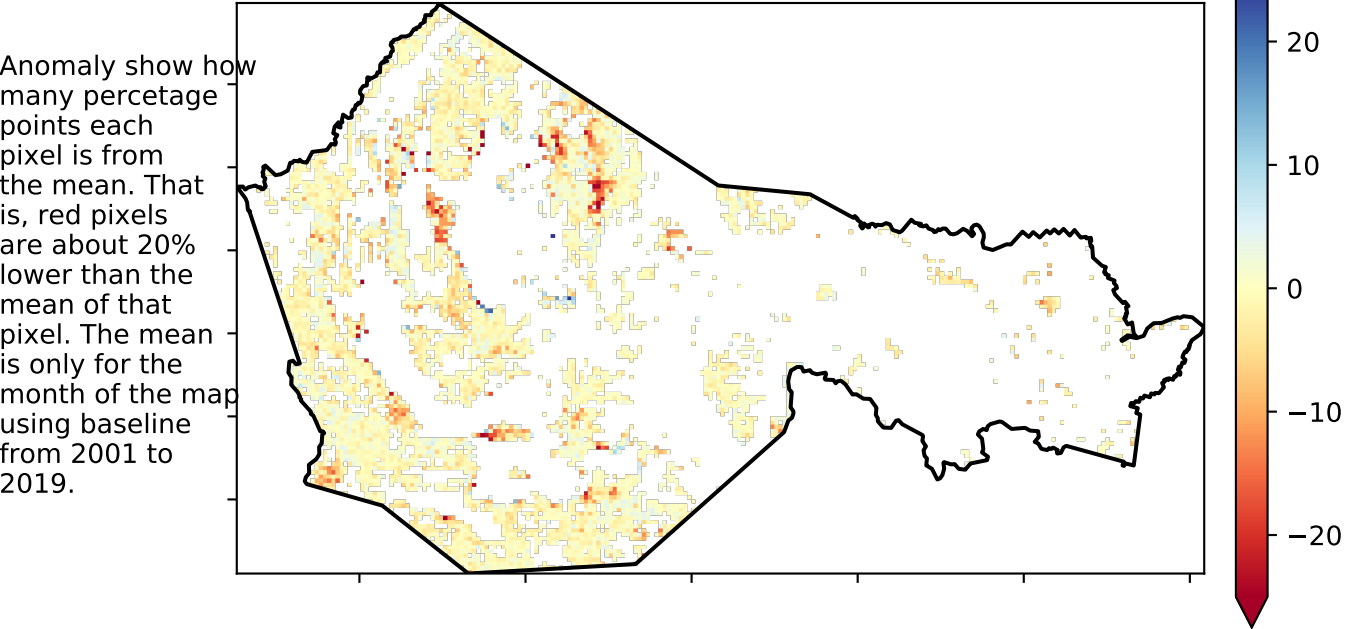 Anomaly show how
many percetage
points each
pixel is from
the mean. That
is, red pixels
are about 20%
lower than the
mean of that
pixel. The mean
is only for the
month of the map
using baseline
from 2001 to
2019.
20
10
0
−10
−20